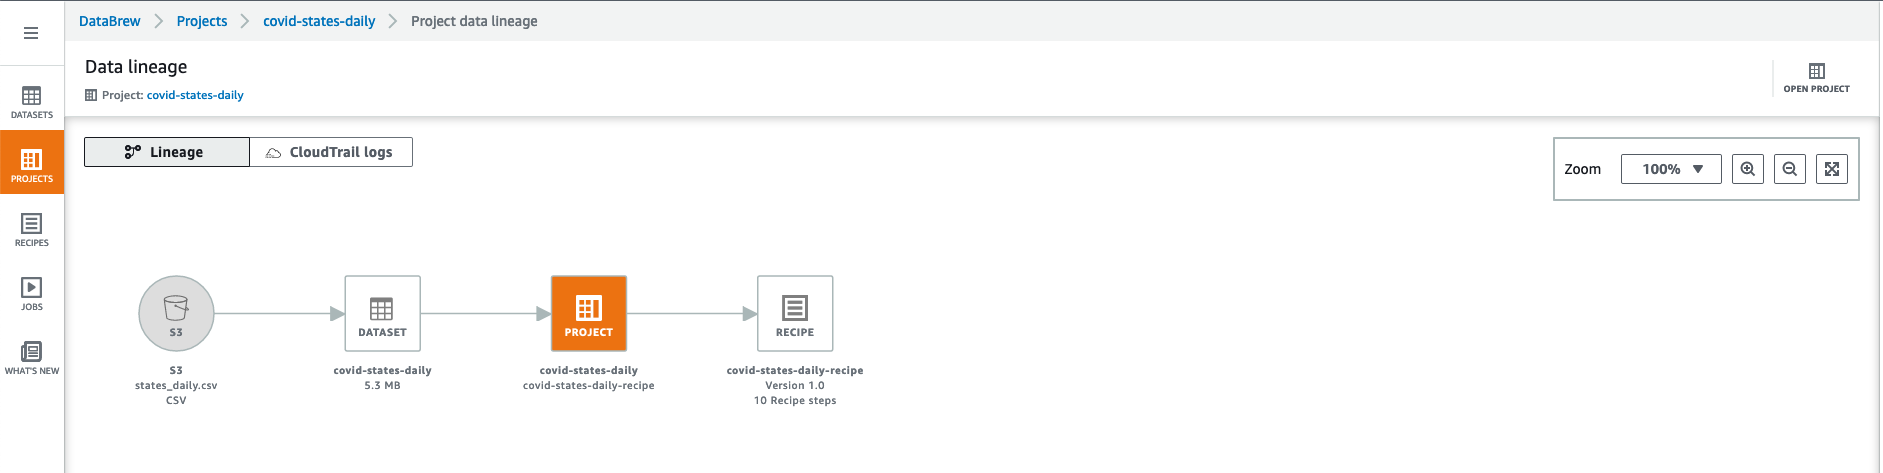 DataBrew Projects covid-states-daily Project data lineage
Data lineage
Project: covid-states-daily
OPEN PROJECT
DATASETS
PROJECTS
RECIPES
JOBS
WHAT'S NEW
Lineage
CloudTrail logs
Zoom 100%
S3
DATASET
PROJECT
RECIPE
S3
states_daily.csv
CSV
covid-states-daily
5.3 MB
covid-states-daily
covid-states-daily-recipe
covid-states-daily-recipe
Version 1.0
10 Recipe steps